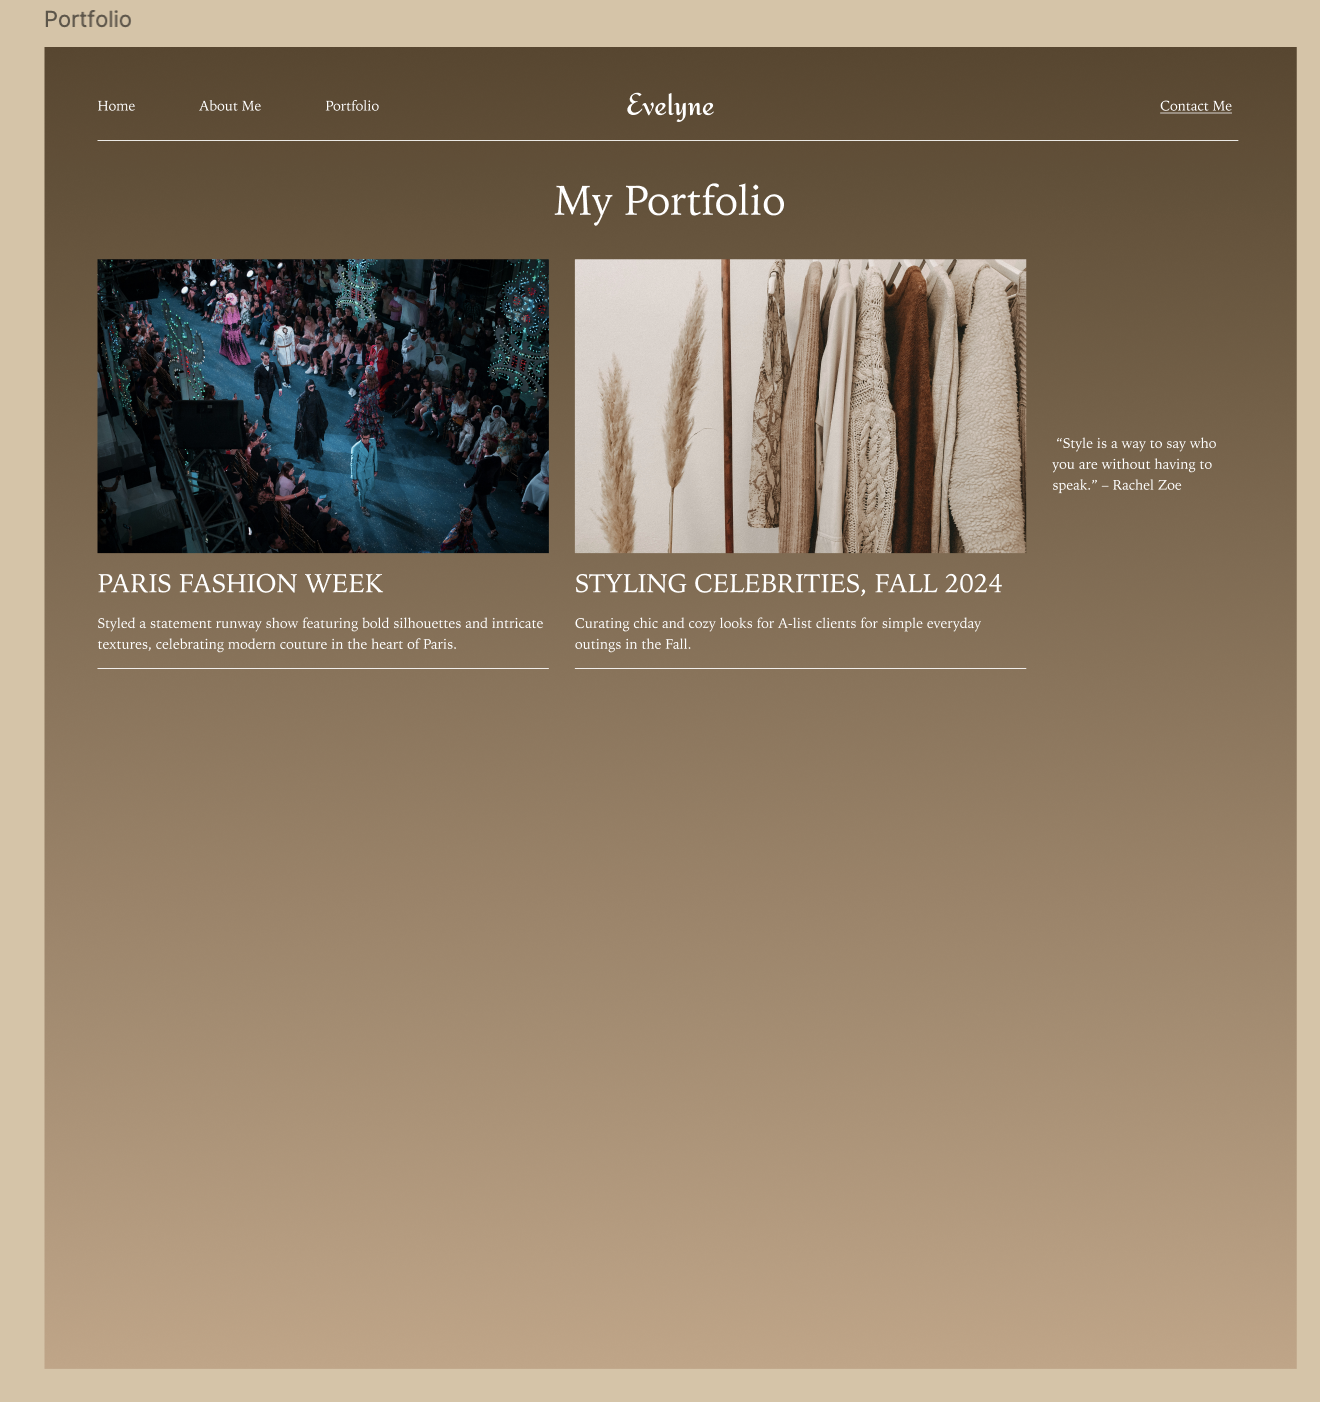 Portfolio
Home
About Me
Portfolio
Evelyne
Contact Me
My Portfolio
PARIS FASHION WEEK
Styled a statement runway show featuring bold silhouettes and intricate
textures, celebrating modern couture in the heart of Paris.
STYLING CELEBRITIES, FALL 2024
Curating chic and cozy looks for A-list clients for simple everyday
outings in the Fall.
“Style is a way to say who
you are without having to
speak.” – Rachel Zoe